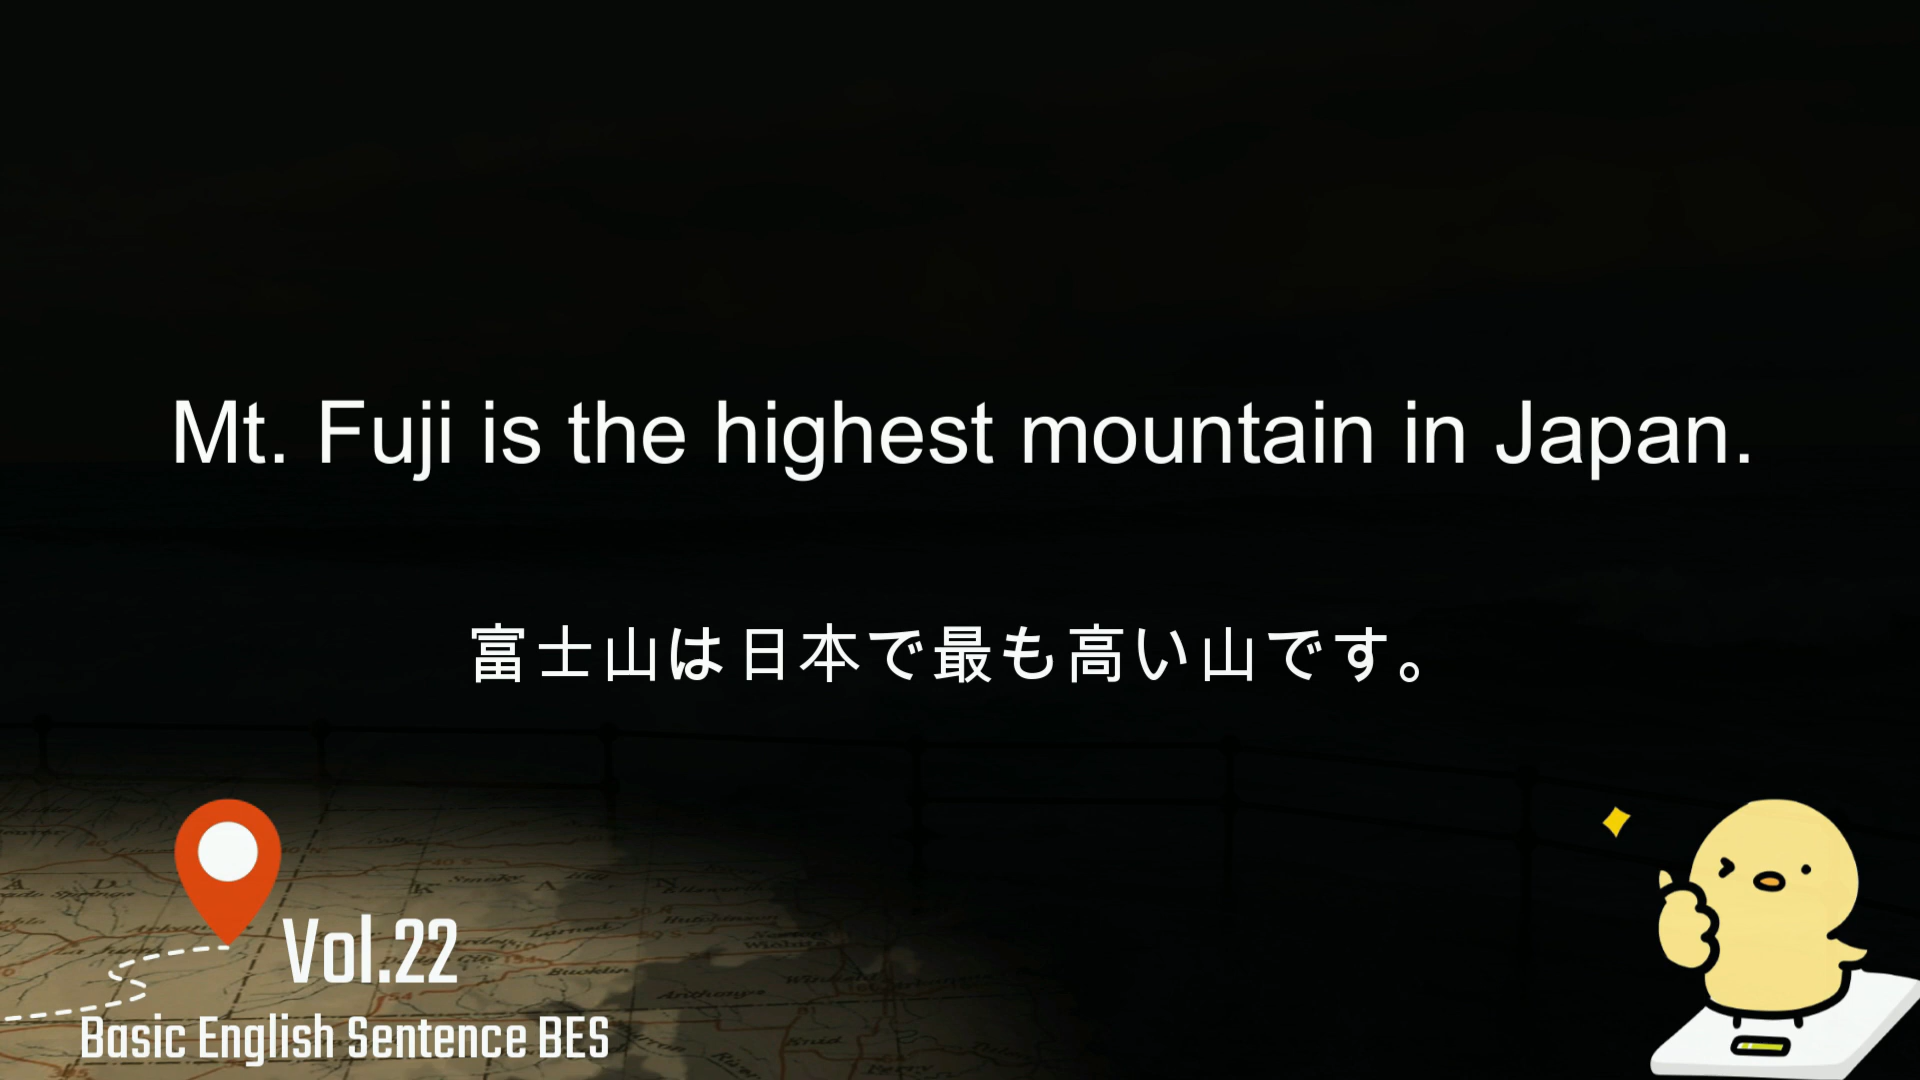 Mt. Fuji is the highest mountain in Japan.
富士山は日本で最も高い山です。
Vol.22
Basic English Sentence BES